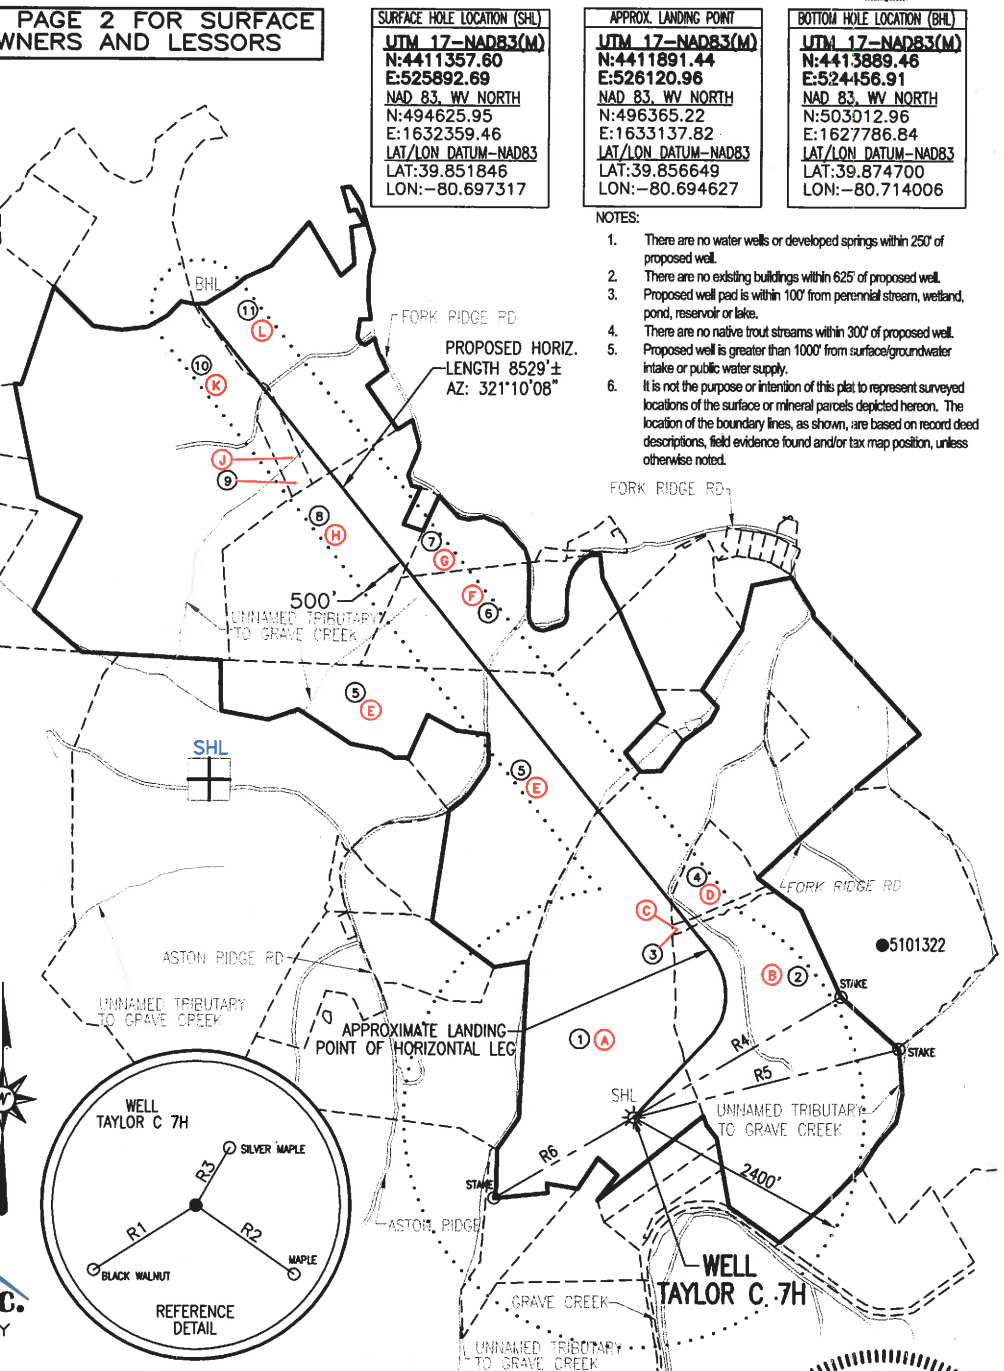 PAGE 2 FOR SURFACE
WNERS AND LESSORS
SURFACE HOLE LOCATION (SHL)
UTM 17-NAD83(M)
N:4411357.60
E:525892.69
NAD 83, WV NORTH
N:494625.95
E:1632359.46
LAT/LON DATUM-NAD83
LAT:39.851846
LON:-80.697317
APPROX. LANDING POINT
UTM 17-NAD83(M)
N:4411891.44
E:526120.96
NAD 83, WV NORTH
N:496365.22
E:1633137.82
LAT/LON DATUM-NAD83
LAT:39.856649
LON:-80.694627
BOTTOM HOLE LOCATION (BHL)
UTM 17-NAD83(M)
N:4413889.46
E:524456.91
NAD 83, WV NORTH
N:503012.96
E:1627786.84
LAT/LON DATUM-NAD83
LAT:39.874700
LON:-80.714006
NOTES:
1. There are no water wells or developed springs within 250' of
proposed well.
2. There are no existing buildings within 625' of proposed well.
3. Proposed well pad is within 100' from perennial stream, wetland,
pond, reservoir or lake.
4. There are no native trout streams within 300' of proposed well.
5. Proposed well is greater than 1000' from surface/groundwater
intake or public water supply.
6. It is not the purpose or intention of this plat to represent surveyed
locations of the surface or mineral parcels depicted hereon. The
location of the boundary lines, as shown, are based on record deed
descriptions, field evidence found and/or tax map position, unless
otherwise noted.
BHL
11
L
FORK RIDGE RD
PROPOSED HORIZ.
LENGTH 8529'±
AZ: 321°10'08"
10
K
J
9
8
H
FORK RIDGE RD
7
G
F
6
500'
UNNAMED TRIBUTARY
TO GRAVE CREEK
5
E
SHL
5
E
4
D
FORK RIDGE RD
C
3
5101322
B
2
STAKE
ASTON RIDGE RD
UNNAMED TRIBUTARY
TO GRAVE CREEK
APPROXIMATE LANDING
POINT OF HORIZONTAL LEG
1
A
R4
R5
STAKE
SHL
UNNAMED TRIBUTARY
TO GRAVE CREEK
R6
2400'
STAKE
ASTON RIDGE
WELL
TAYLOR C 7H
SILVER MAPLE
R3
R1
R2
BLACK WALNUT
MAPLE
REFERENCE
DETAIL
WELL
TAYLOR C 7H
GRAVE CREEK
UNNAMED TRIBUTARY
TO GRAVE CREEK
C.
Y